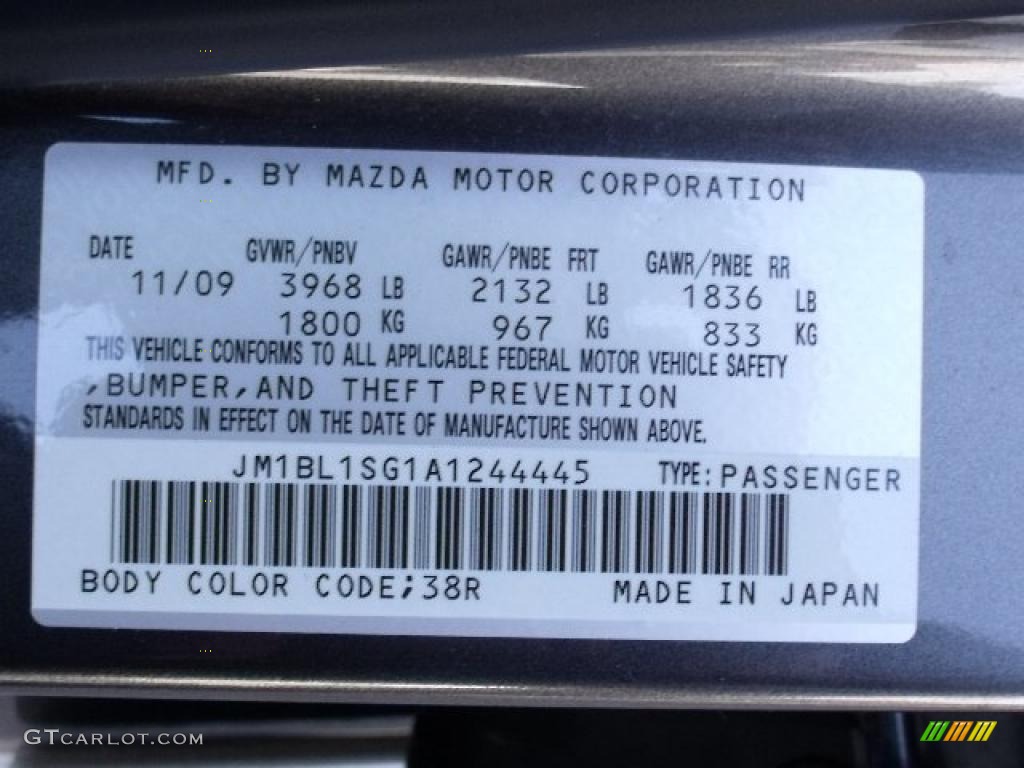 MFD. BY MAZDA MOTOR CORPORATION
DATE GVWR/PNBV GAWR/PNBE FRT GAWR/PNBE RR
11/09 3968 LB 2132 LB 1836 LB
1800 KG 967 KG 833 KG
THIS VEHICLE CONFORMS TO ALL APPLICABLE FEDERAL MOTOR VEHICLE SAFETY
,BUMPER,AND THEFT PREVENTION
STANDARDS IN EFFECT ON THE DATE OF MANUFACTURE SHOWN ABOVE.
JM1BL1SG1A1244445 TYPE:PASSENGER
BODY COLOR CODE;38R MADE IN JAPAN
GTCARLOT.COM